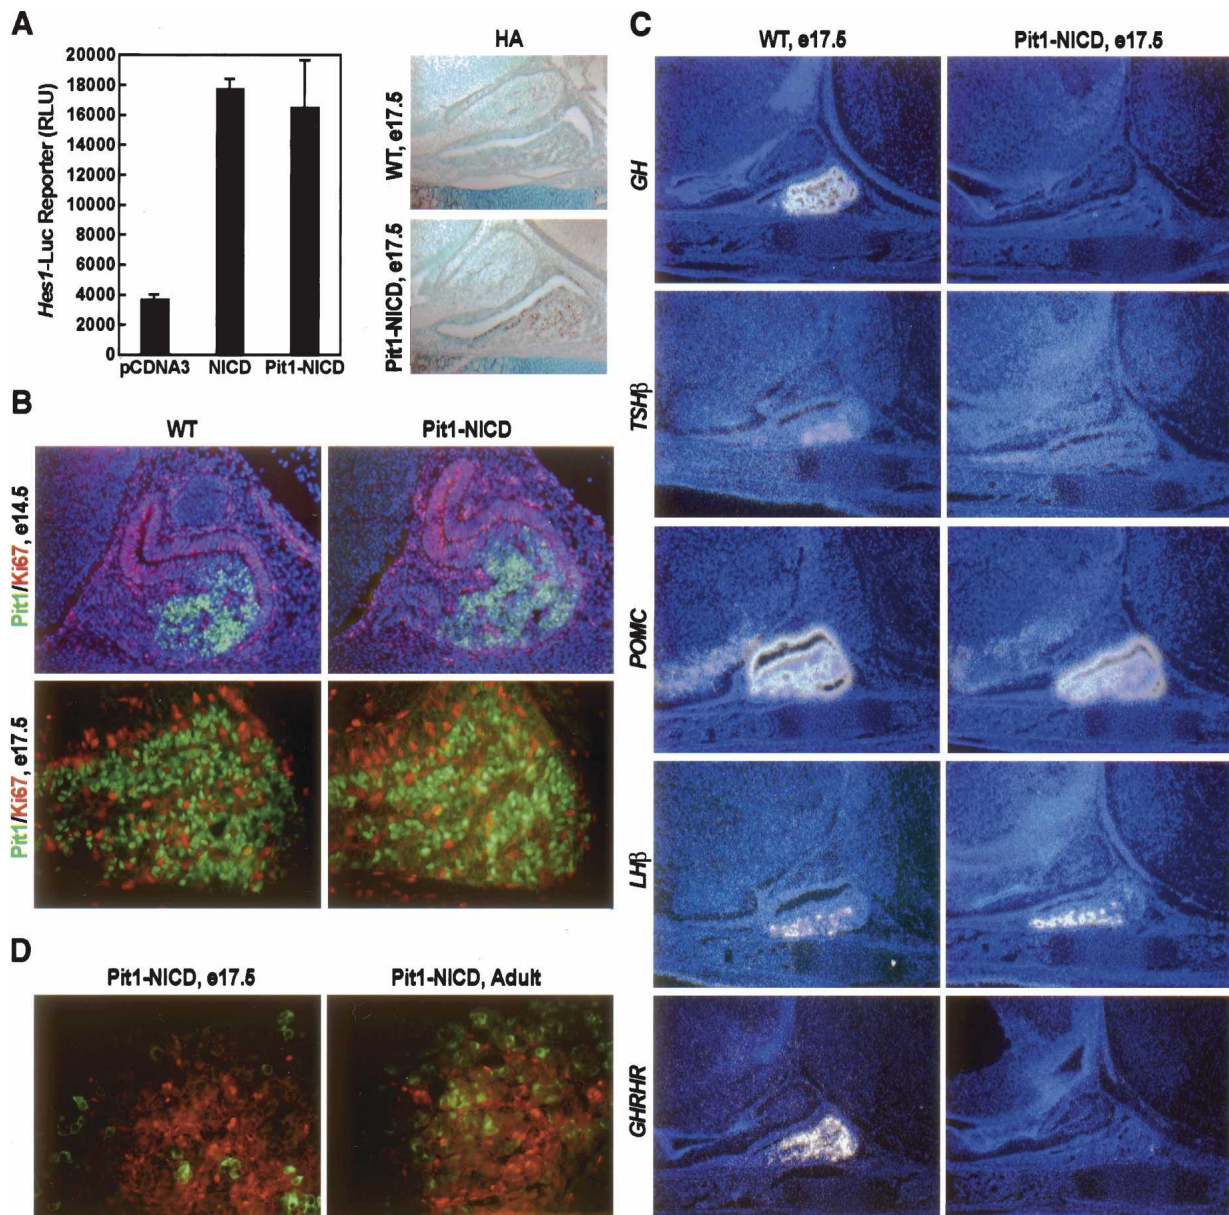 A
Hes1-Luc Reporter (RLU)
20000
18000
16000
14000
12000
10000
8000
6000
4000
2000
0
pCDNA3 NICD Pit1-NICD
HA
WT, e17.5
Pit1-NICD, e17.5
B
WT Pit1-NICD
Pit1/Ki67, e14.5
Pit1/Ki67, e17.5
C
WT, e17.5 Pit1-NICD, e17.5
GH
TSHβ
POMC
LHβ
GHRHR
D
Pit1-NICD, e17.5 Pit1-NICD, Adult